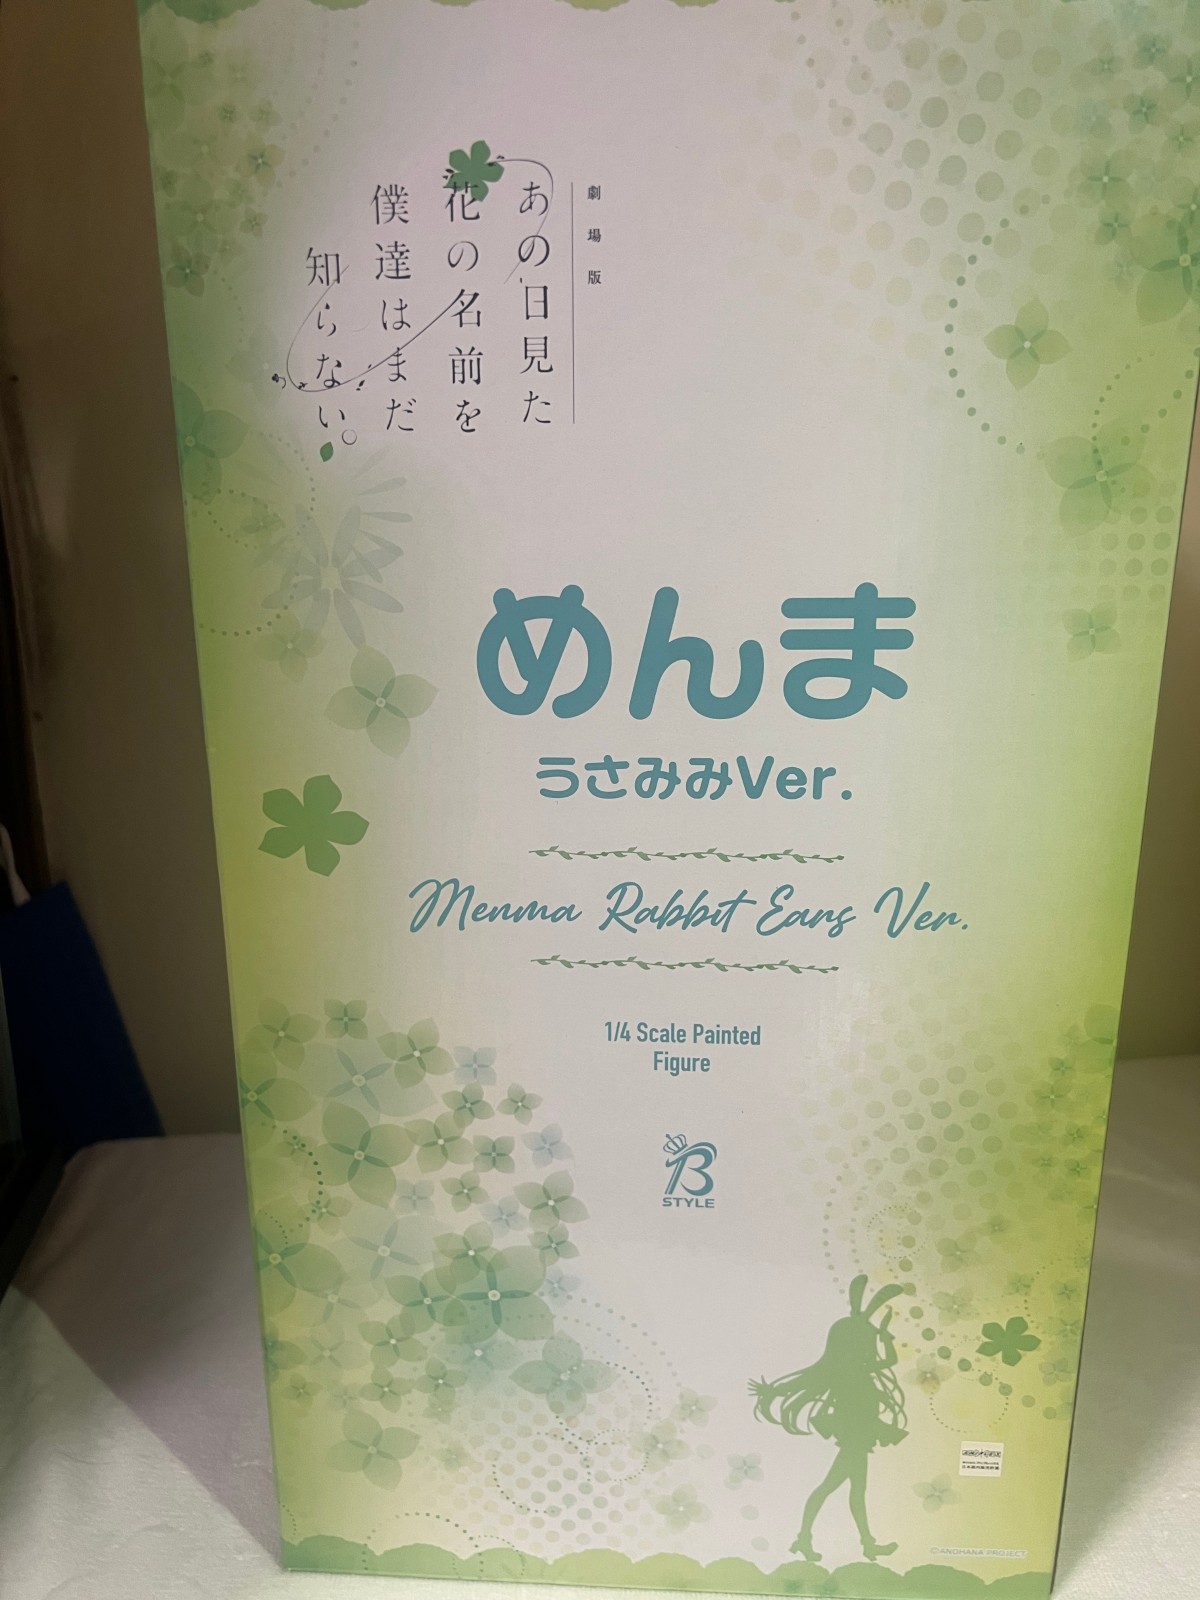 劇場版
あの日見た
花の名前を
僕達はまだ
知らない。
めんま
うさみみVer.
Menma Rabbit Ears Ver.
1/4 Scale Painted
Figure
B
STYLE
©ANOHANA PROJECT